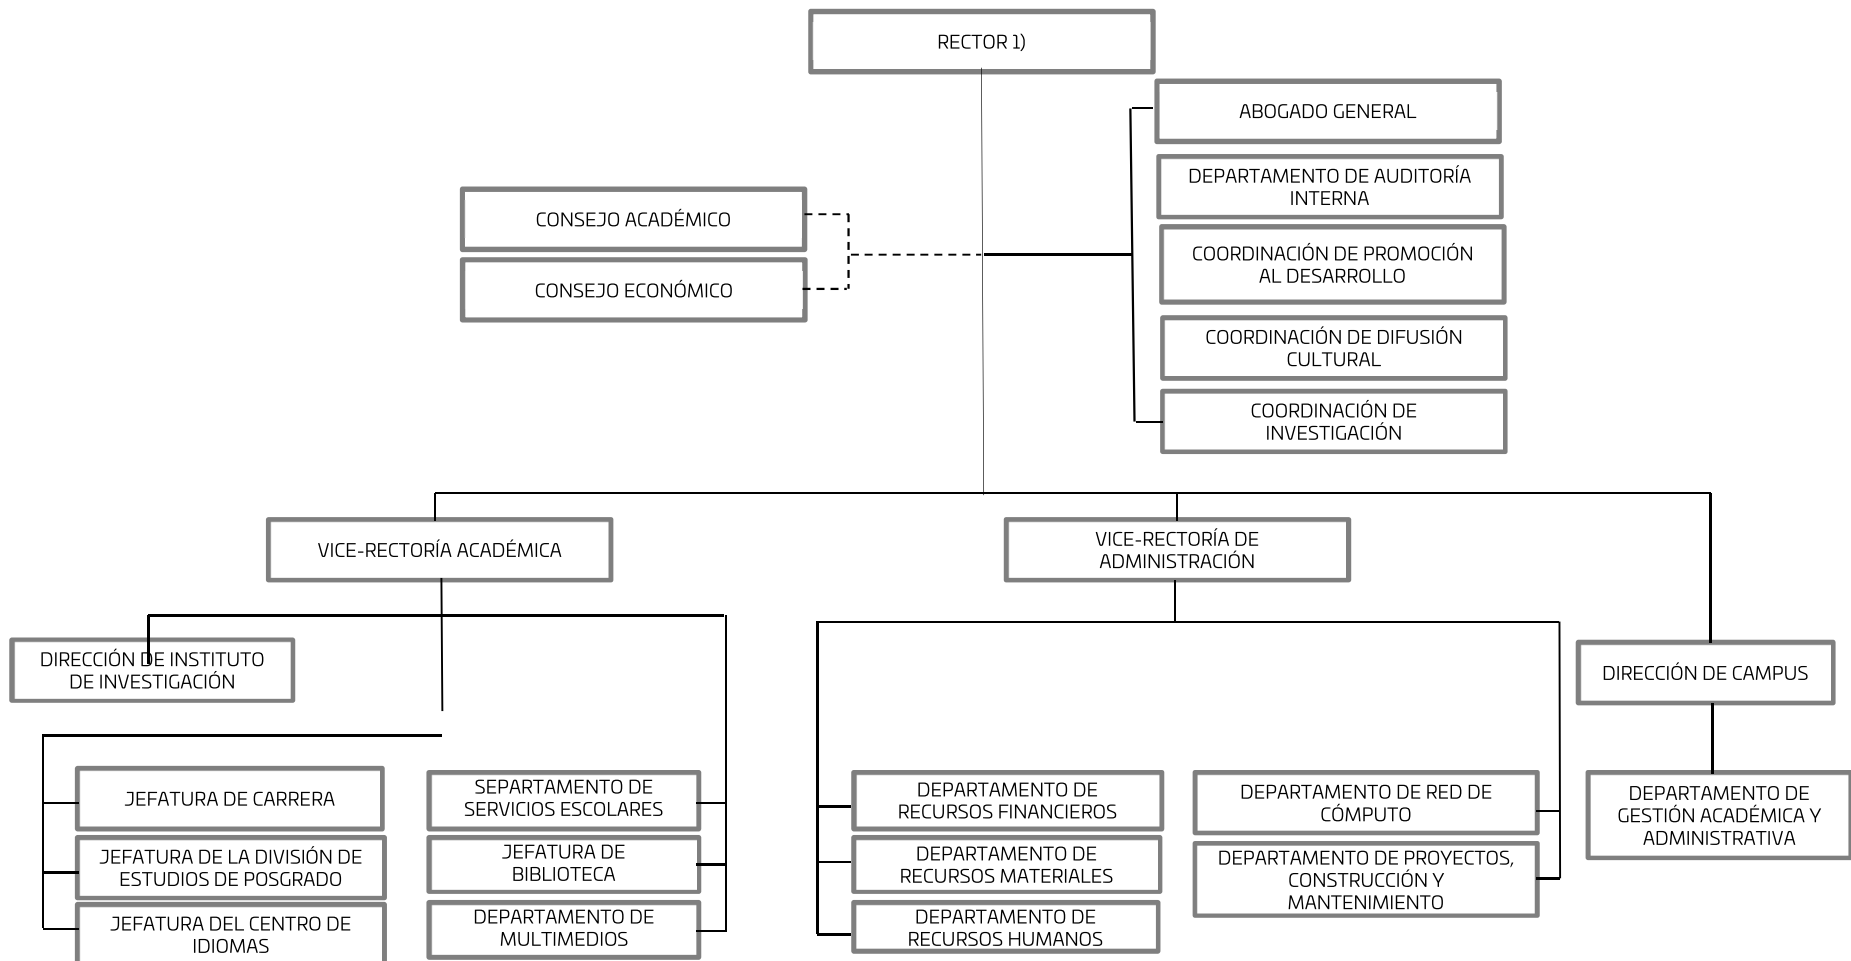 RECTOR 1)
ABOGADO GENERAL
DEPARTAMENTO DE AUDITORÍA
INTERNA
CONSEJO ACADÉMICO
CONSEJO ECONÓMICO
COORDINACIÓN DE PROMOCIÓN
AL DESARROLLO
COORDINACIÓN DE DIFUSIÓN
CULTURAL
COORDINACIÓN DE
INVESTIGACIÓN
VICE-RECTORÍA ACADÉMICA
VICE-RECTORÍA DE
ADMINISTRACIÓN
DIRECCIÓN DE INSTITUTO
DE INVESTIGACIÓN
DIRECCIÓN DE CAMPUS
JEFATURA DE CARRERA
JEFATURA DE LA DIVISIÓN DE
ESTUDIOS DE POSGRADO
JEFATURA DEL CENTRO DE
IDIOMAS
SEPARTAMENTO DE
SERVICIOS ESCOLARES
JEFATURA DE
BIBLIOTECA
DEPARTAMENTO DE
MULTIMEDIOS
DEPARTAMENTO DE
RECURSOS FINANCIEROS
DEPARTAMENTO DE
RECURSOS MATERIALES
DEPARTAMENTO DE
RECURSOS HUMANOS
DEPARTAMENTO DE RED DE
CÓMPUTO
DEPARTAMENTO DE PROYECTOS,
CONSTRUCCIÓN Y
MANTENIMIENTO
DEPARTAMENTO DE
GESTIÓN ACADÉMICA Y
ADMINISTRATIVA